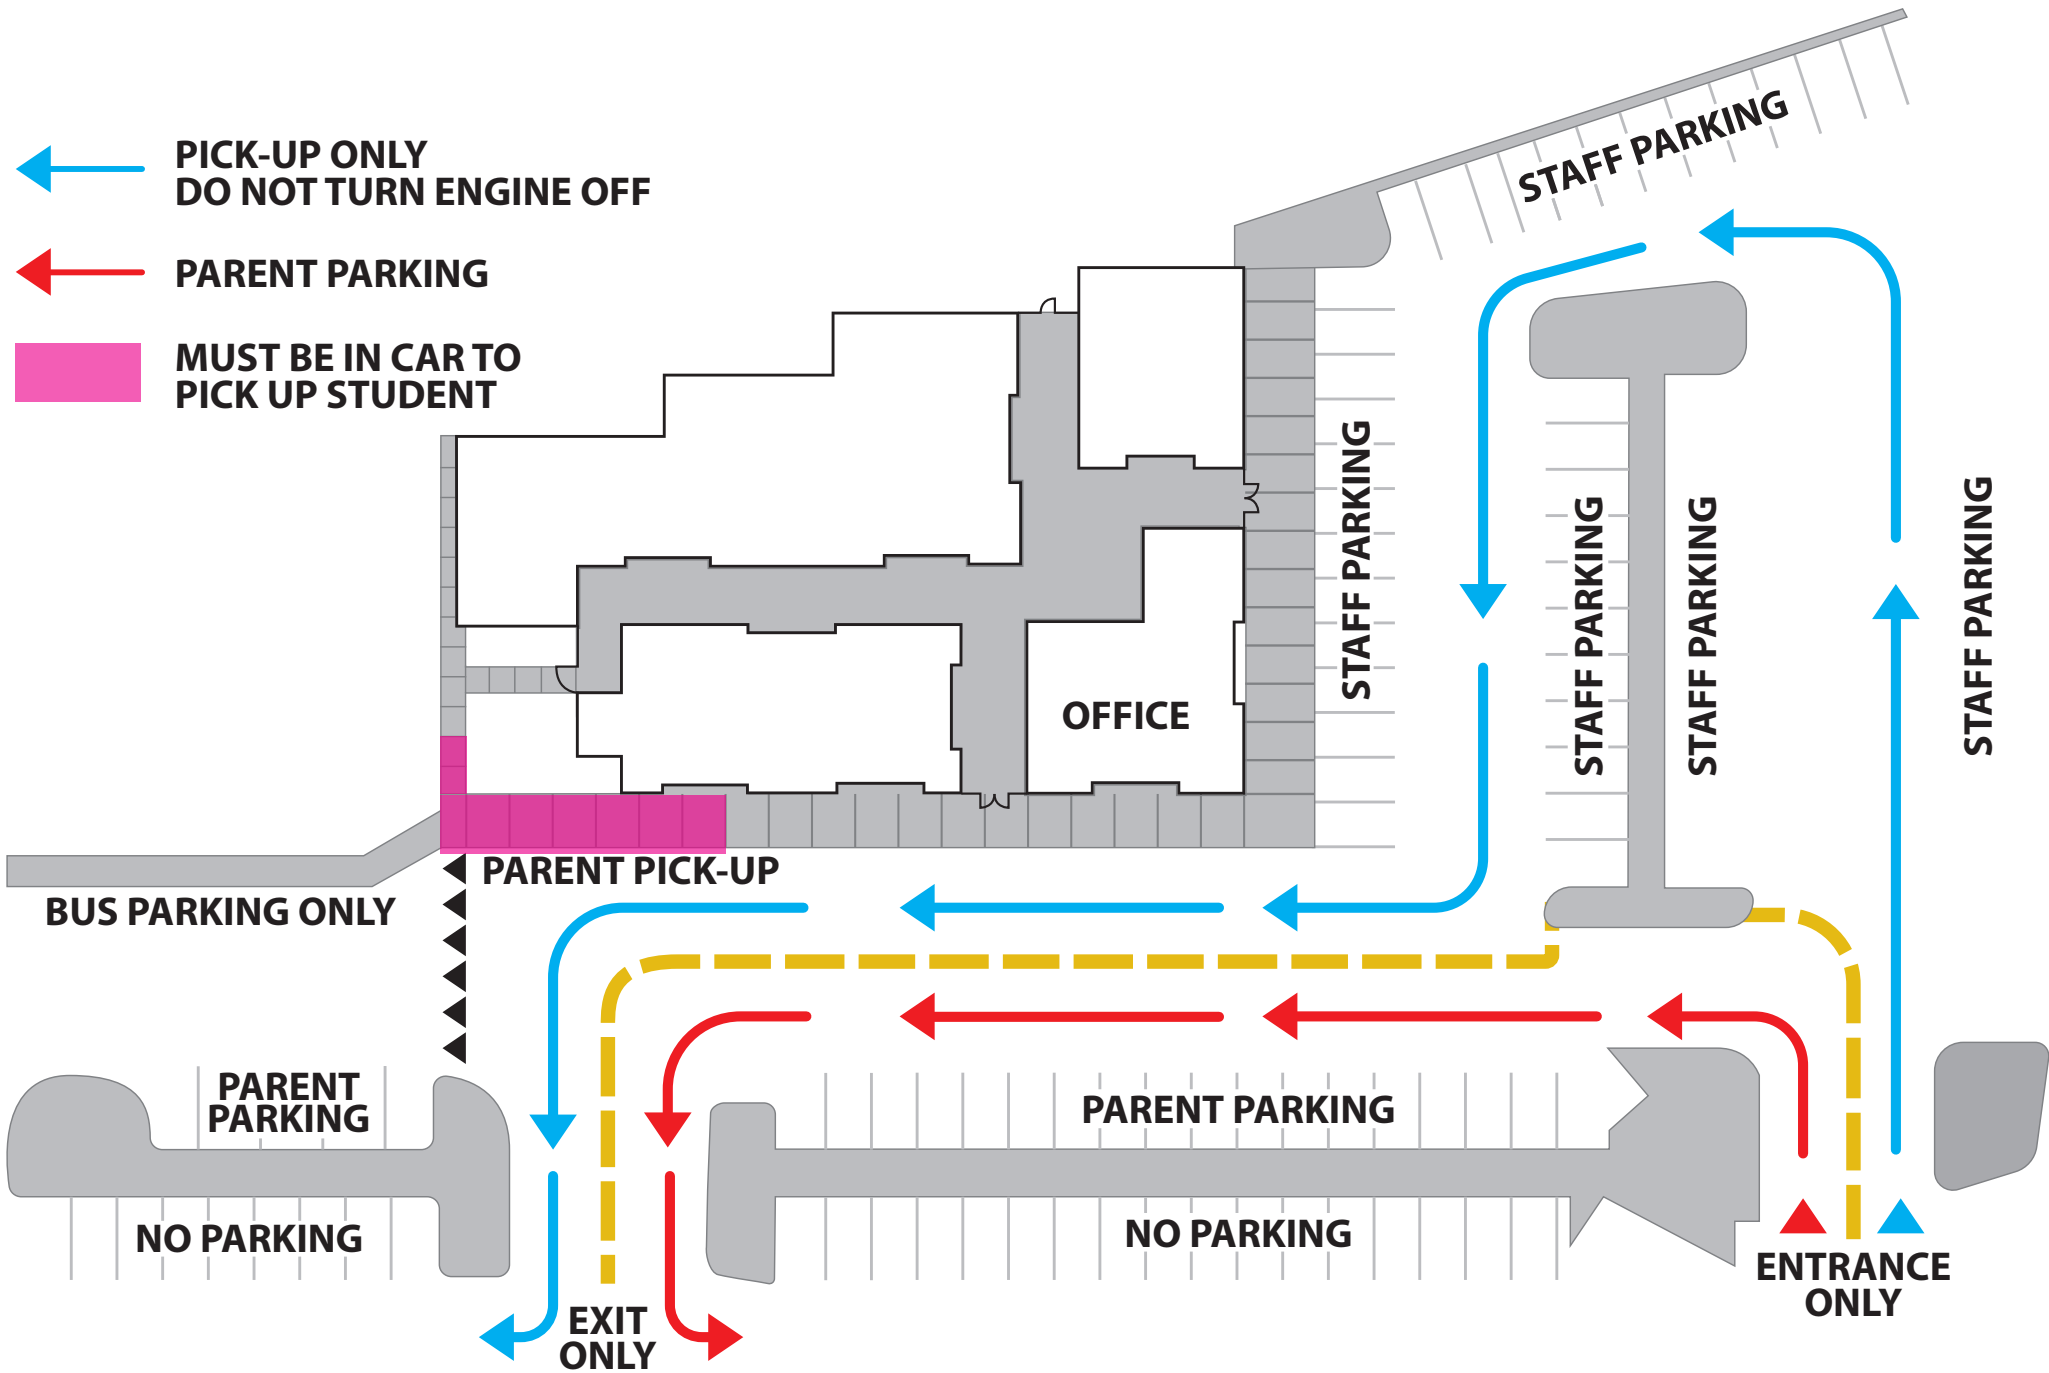 PICK-UP ONLY
DO NOT TURN ENGINE OFF
PARENT PARKING
MUST BE IN CAR TO
PICK UP STUDENT
STAFF PARKING
STAFF PARKING
STAFF PARKING
STAFF PARKING
STAFF PARKING
OFFICE
PARENT PICK-UP
BUS PARKING ONLY
PARENT
PARKING
PARENT PARKING
NO PARKING
NO PARKING
ENTRANCE
ONLY
EXIT
ONLY